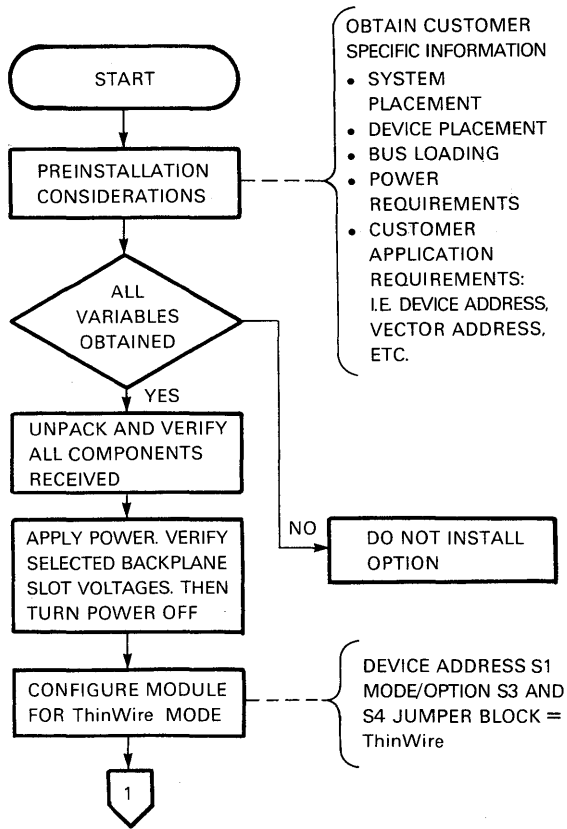 START
PREINSTALLATION
CONSIDERATIONS
OBTAIN CUSTOMER
SPECIFIC INFORMATION
• SYSTEM
PLACEMENT
• DEVICE PLACEMENT
• BUS LOADING
• POWER
REQUIREMENTS
• CUSTOMER
APPLICATION
REQUIREMENTS:
I.E. DEVICE ADDRESS,
VECTOR ADDRESS,
ETC.
ALL
VARIABLES
OBTAINED
YES
UNPACK AND VERIFY
ALL COMPONENTS
RECEIVED
NO
DO NOT INSTALL
OPTION
APPLY POWER. VERIFY
SELECTED BACKPLANE
SLOT VOLTAGES. THEN
TURN POWER OFF
CONFIGURE MODULE
FOR ThinWire MODE
DEVICE ADDRESS S1
MODE/OPTION S3 AND
S4 JUMPER BLOCK =
ThinWire
1